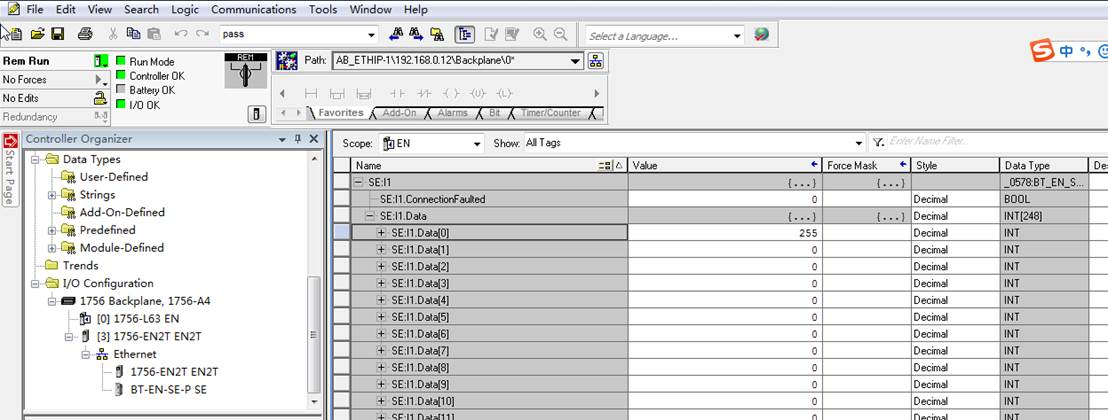 File Edit View Search Logic Communications Tools Window Help
pass
Select a Language...
Rem Run
No Forces
No Edits
Redundancy
Run Mode
Controller OK
Battery OK
I/O OK
REM
Path: AB_ETHIP-1\192.168.0.12\Backplane\0*
Favorites Add-On Alarms Bit Timer/Counter
中
Start Page
Controller Organizer
Data Types
User-Defined
Strings
Add-On-Defined
Predefined
Module-Defined
Trends
I/O Configuration
1756 Backplane, 1756-A4
[0] 1756-L63 EN
[3] 1756-EN2T EN2T
Ethernet
1756-EN2T EN2T
BT-EN-SE-P SE
Scope: EN Show: All Tags Enter Name Filter...
Name Value Force Mask Style Data Type Des
SE:I1 {...} {...} _0578:BT_EN_S...
SE:I1.ConnectionFaulted 0 Decimal BOOL
SE:I1.Data {...} {...} Decimal INT[248]
SE:I1.Data[0] 255 Decimal INT
SE:I1.Data[1] 0 Decimal INT
SE:I1.Data[2] 0 Decimal INT
SE:I1.Data[3] 0 Decimal INT
SE:I1.Data[4] 0 Decimal INT
SE:I1.Data[5] 0 Decimal INT
SE:I1.Data[6] 0 Decimal INT
SE:I1.Data[7] 0 Decimal INT
SE:I1.Data[8] 0 Decimal INT
SE:I1.Data[9] 0 Decimal INT
SE:I1.Data[10] 0 Decimal INT
SE:I1.Data[11] 0 Decimal INT